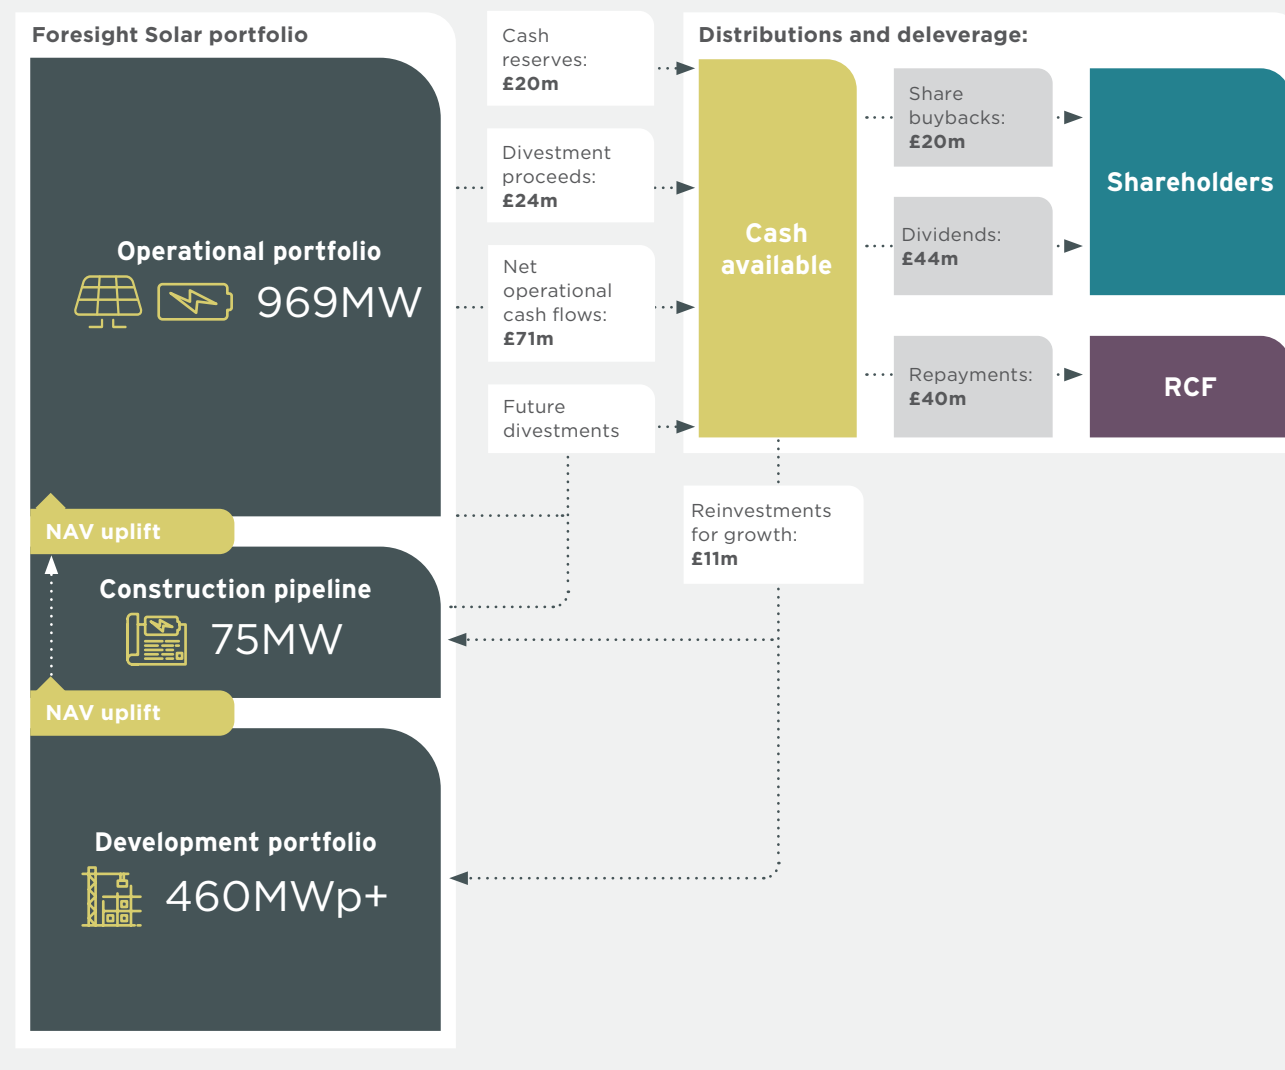 Foresight Solar portfolio
Operational portfolio
969MW
NAV uplift
Construction pipeline
75MW
NAV uplift
Development portfolio
460MWp+
Cash
reserves:
£20m
Divestment
proceeds:
£24m
Net
operational
cash flows:
£71m
Future
divestments
Distributions and deleverage:
Cash
available
Share
buybacks:
£20m
Dividends:
£44m
Repayments:
£40m
Shareholders
RCF
Reinvestments
for growth:
£11m